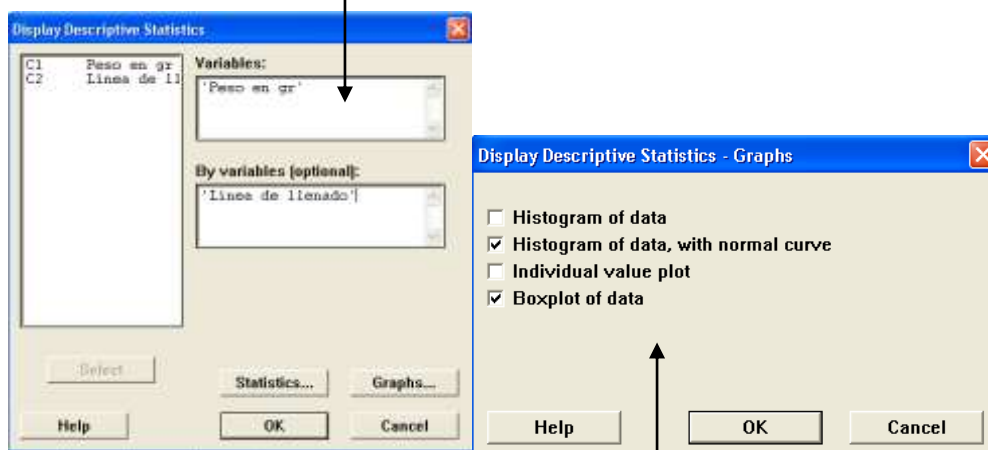 Display Descriptive Statistics
C1 Peso en gr
C2 Linea de ll
Variables:
'Peso en gr'
By variables (optional):
'Linea de llenado'
Select
Statistics...
Graphs...
Help
OK
Cancel
Display Descriptive Statistics - Graphs
Histogram of data
Histogram of data, with normal curve
Individual value plot
Boxplot of data
Help
OK
Cancel